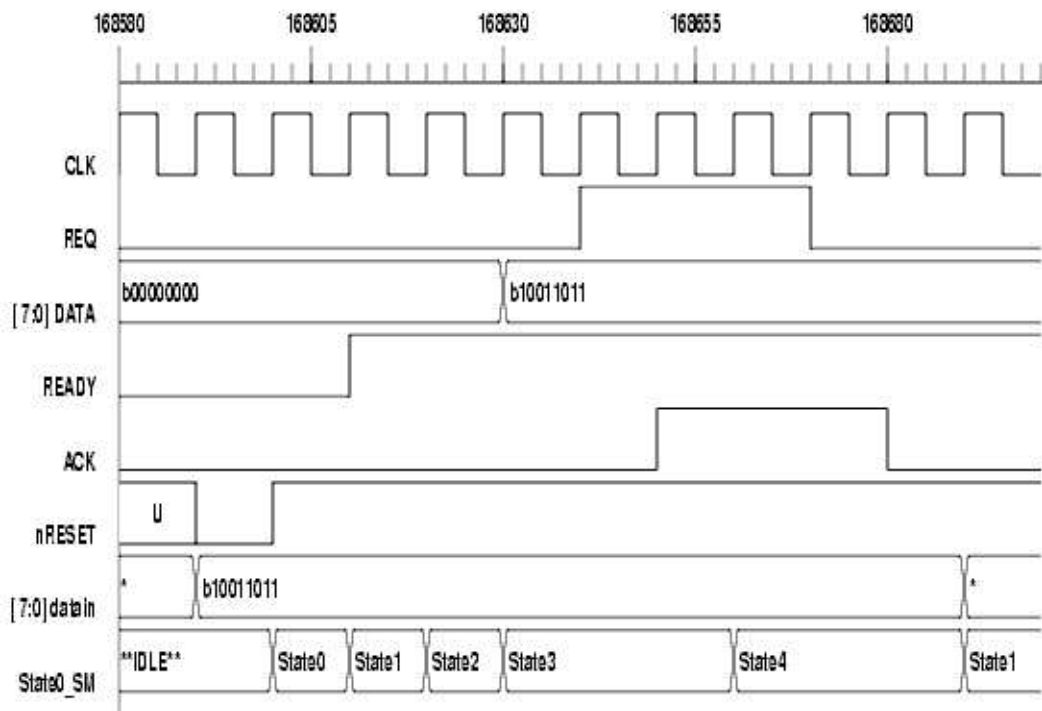 168580 168605 168630 168655 168680
CLK
REQ
[7:0] DATA b00000000 b10011011
READY
ACK
nRESET U
[7:0]datain * b10011011 *
State0_SM **IDLE** State0 State1 State2 State3 State4 State1